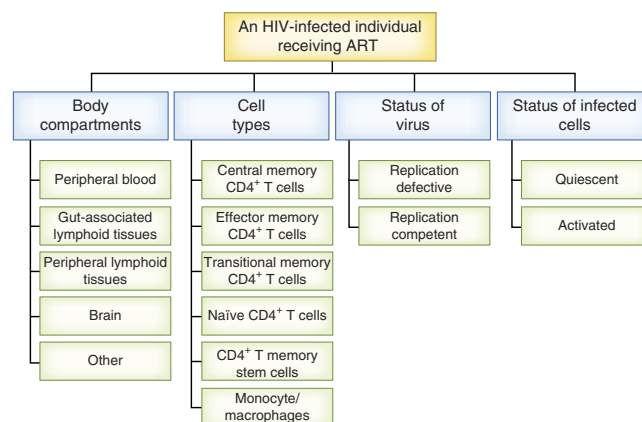 An HIV-infected individual
receiving ART
Body
compartments
Peripheral blood
Gut-associated
lymphoid tissues
Peripheral lymphoid
tissues
Brain
Other
Cell
types
Central memory
CD4⁺ T cells
Effector memory
CD4⁺ T cells
Transitional memory
CD4⁺ T cells
Naïve CD4⁺ T cells
CD4⁺ T memory
stem cells
Monocyte/
macrophages
Status of
virus
Replication
defective
Replication
competent
Status of infected
cells
Quiescent
Activated